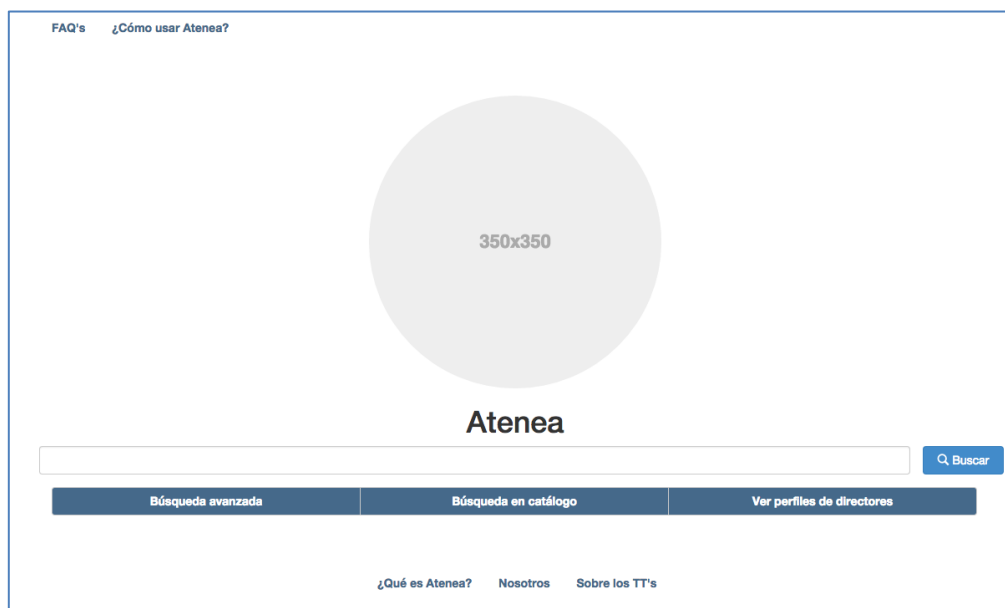 FAQ's ¿Cómo usar Atenea?
350x350
Atenea
Buscar
Búsqueda avanzada Búsqueda en catálogo Ver perfiles de directores
¿Qué es Atenea? Nosotros Sobre los TT's